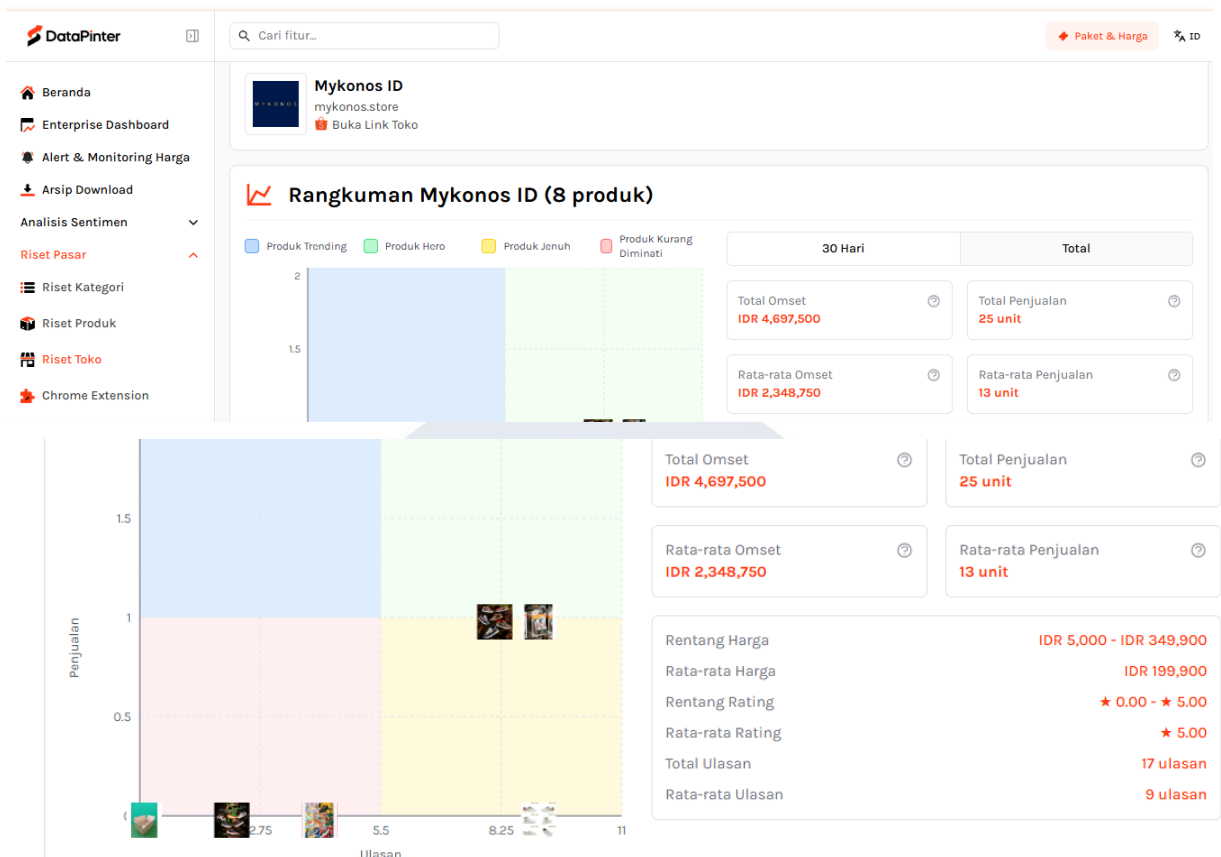 DataPinter
Cari fitur...
Paket & Harga
ID
Beranda
Enterprise Dashboard
Alert & Monitoring Harga
Arsip Download
Analisis Sentimen
Riset Pasar
Riset Kategori
Riset Produk
Riset Toko
Chrome Extension
MYKONOS
Mykonos ID
mykonos.store
Buka Link Toko
Rangkuman Mykonos ID (8 produk)
Produk Trending
Produk Hero
Produk Jenuh
Produk Kurang
Diminati
2
1.5
30 Hari
Total
Total Omset
IDR 4,697,500
Total Penjualan
25 unit
Rata-rata Omset
IDR 2,348,750
Rata-rata Penjualan
13 unit
1.5
1
0.5
Penjualan
2.75
5.5
8.25
11
Ulasan
Total Omset
IDR 4,697,500
Total Penjualan
25 unit
Rata-rata Omset
IDR 2,348,750
Rata-rata Penjualan
13 unit
Rentang Harga IDR 5,000 - IDR 349,900
Rata-rata Harga IDR 199,900
Rentang Rating ★ 0.00 - ★ 5.00
Rata-rata Rating ★ 5.00
Total Ulasan 17 ulasan
Rata-rata Ulasan 9 ulasan